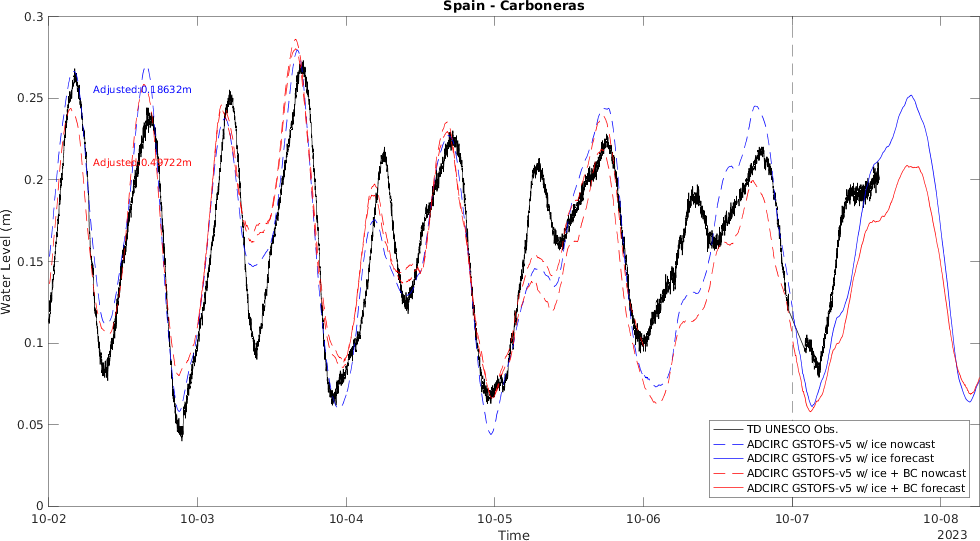 Spain - Carboneras
0.3
0.25
0.2
0.15
0.1
0.05
0
Water Level (m)
Adjusted:0.18632m
Adjusted:0.49722m
TD UNESCO Obs.
ADCIRC GSTOFS-v5 w/ ice nowcast
ADCIRC GSTOFS-v5 w/ ice forecast
ADCIRC GSTOFS-v5 w/ ice + BC nowcast
ADCIRC GSTOFS-v5 w/ ice + BC forecast
10-02 10-03 10-04 10-05 10-06 10-07 10-08
Time
2023